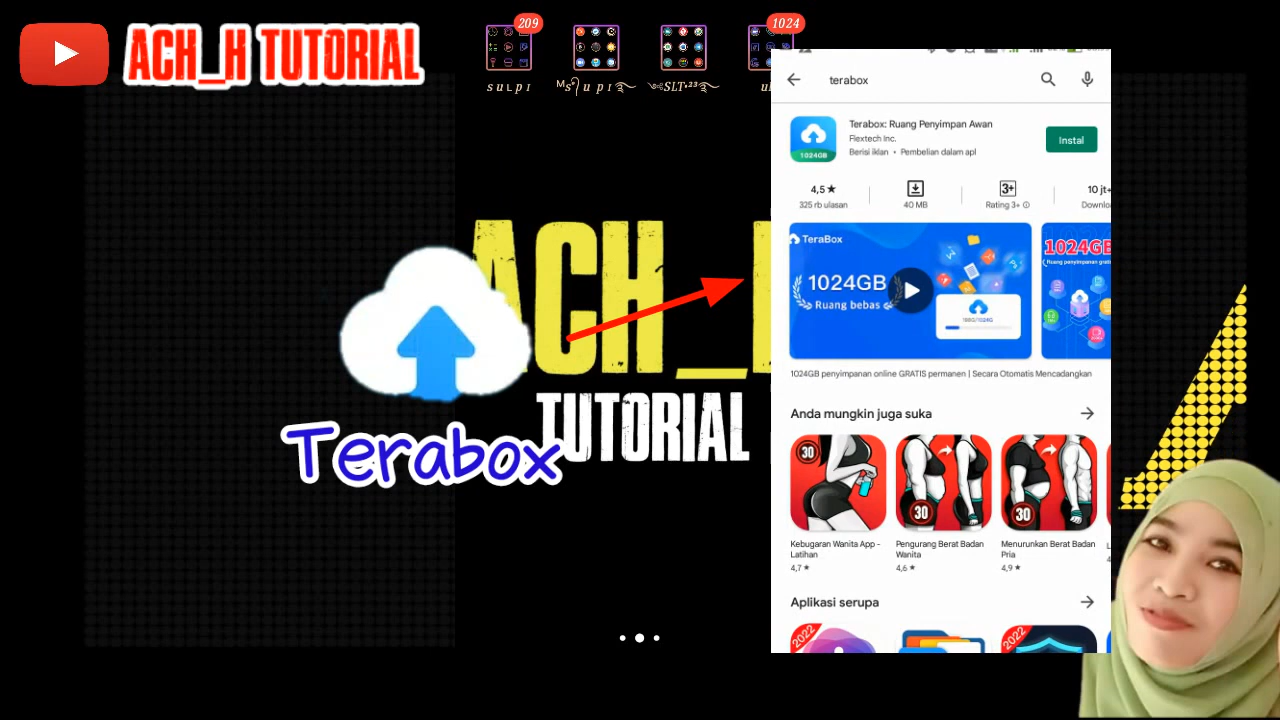 ACH_H TUTORIAL
209
1024
s u ʟ p ɪ
SLT•²³
terabox
Terabox: Ruang Penyimpan Awan
Flextech Inc.
Berisi iklan • Pembelian dalam apl
Instal
1024GB
4,5★
325 rb ulasan
40 MB
3+
Rating 3+
10 jt+
TeraBox
1024GB
Ruang bebas
1024GB
1024GB penyimpanan online GRATIS permanen | Secara Otomatis Mencadangkan
ACH_H
TUTORIAL
Terabox
Anda mungkin juga suka
30
30
30
Kebugaran Wanita App -
Latihan
4,7 ★
Pengurang Berat Badan
Wanita
4,6 ★
Menurunkan Berat Badan
Pria
4,9 ★
Aplikasi serupa
2022
2022